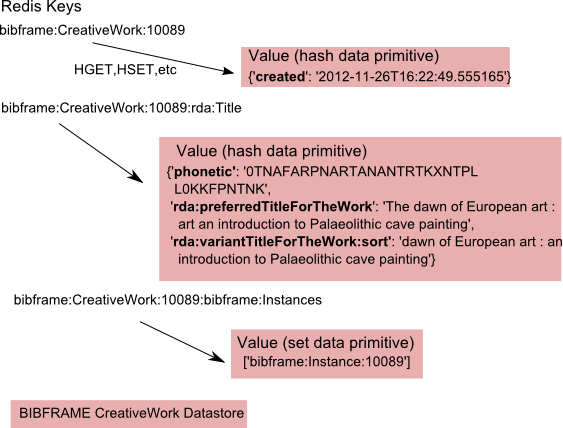 Redis Keys
bibframe:CreativeWork:10089
HGET,HSET,etc
Value (hash data primitive)
{'created': '2012-11-26T16:22:49.555165'}
bibframe:CreativeWork:10089:rda:Title
Value (hash data primitive)
{'phonetic': '0TNAFARPNARTANANTRTKXNTPL
L0KKFPNTNK',
'rda:preferredTitleForTheWork': 'The dawn of European art :
art an introduction to Palaeolithic cave painting',
'rda:variantTitleForTheWork:sort': 'dawn of European art : an
introduction to Palaeolithic cave painting'}
bibframe:CreativeWork:10089:bibframe:Instances
Value (set data primitive)
['bibframe:Instance:10089']
BIBFRAME CreativeWork Datastore